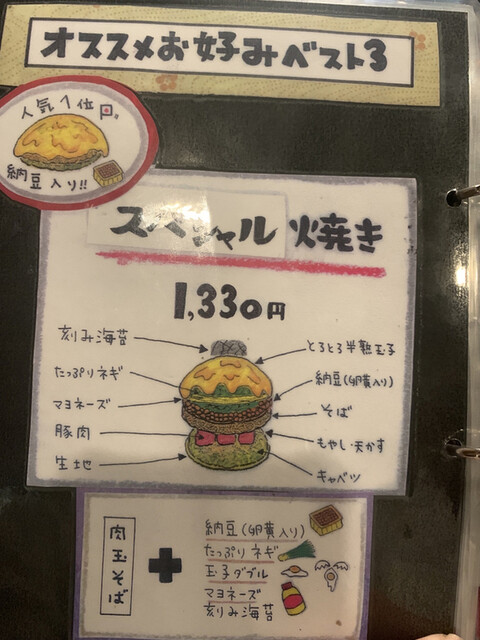 オススメお好みベスト3
人気1位
納豆入り!!
スペシャル焼き
1,330円
刻み海苔
たっぷりネギ
マヨネーズ
豚肉
生地
とろとろ半熟玉子
納豆(卵黄入り)
そば
もやし・天かす
キャベツ
肉玉そば
+
納豆(卵黄入り)
たっぷりネギ
玉子ダブル
マヨネーズ
刻み海苔